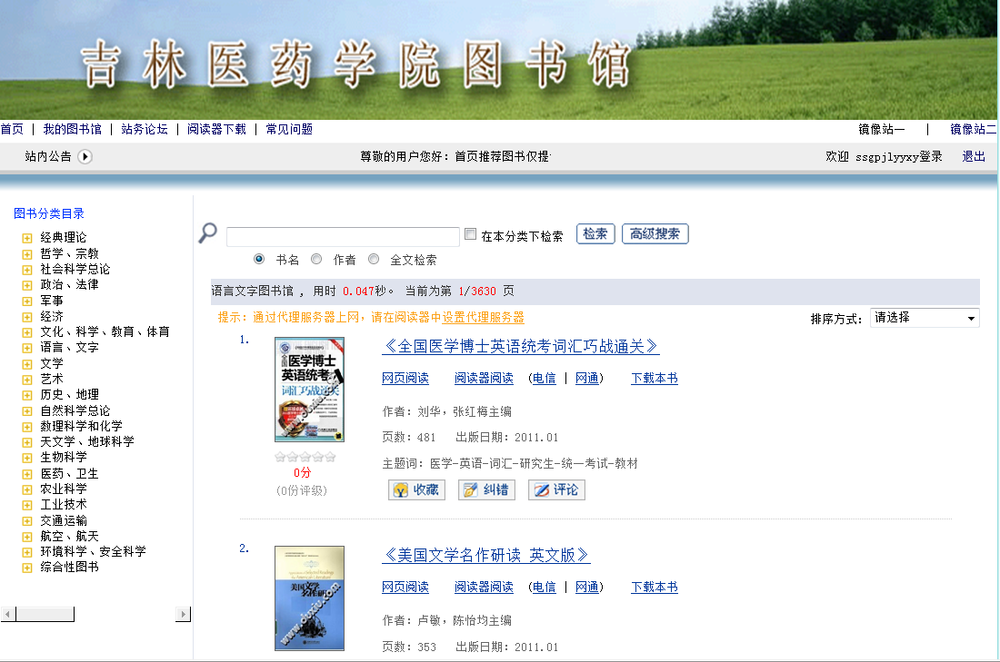 吉林医药学院图书馆
首页 | 我的图书馆 | 站务论坛 | 阅读器下载 | 常见问题 镜像站一 | 镜像站二
站内公告 尊敬的用户您好：首页推荐图书仅提 欢迎 ssgpjlyyxy登录 退出
图书分类目录
经典理论
哲学、宗教
社会科学总论
政治、法律
军事
经济
文化、科学、教育、体育
语言、文字
文学
艺术
历史、地理
自然科学总论
数理科学和化学
天文学、地球科学
生物科学
医药、卫生
农业科学
工业技术
交通运输
航空、航天
环境科学、安全科学
综合性图书
在本分类下检索 检索 高级搜索
书名 作者 全文检索
语言文字图书馆 ，用时 0.047秒。 当前为第 1/3630 页
提示：通过代理服务器上网，请在阅读器中设置代理服务器
排序方式： 请选择
1.
全国
医学博士
英语统考
词汇巧战通关
www.duxiu.com
0分
(0份评级)
《全国医学博士英语统考词汇巧战通关》
网页阅读 阅读器阅读 (电信 | 网通) 下载本书
作者：刘华，张红梅主编
页数：481 出版日期：2011.01
主题词：医学-英语-词汇-研究生-统一考试-教材
收藏 纠错 评论
2.
美国文学
名作研读
www.duxiu.com
《美国文学名作研读 英文版》
网页阅读 阅读器阅读 (电信 | 网通) 下载本书
作者：卢敏，陈怡均主编
页数：353 出版日期：2011.01